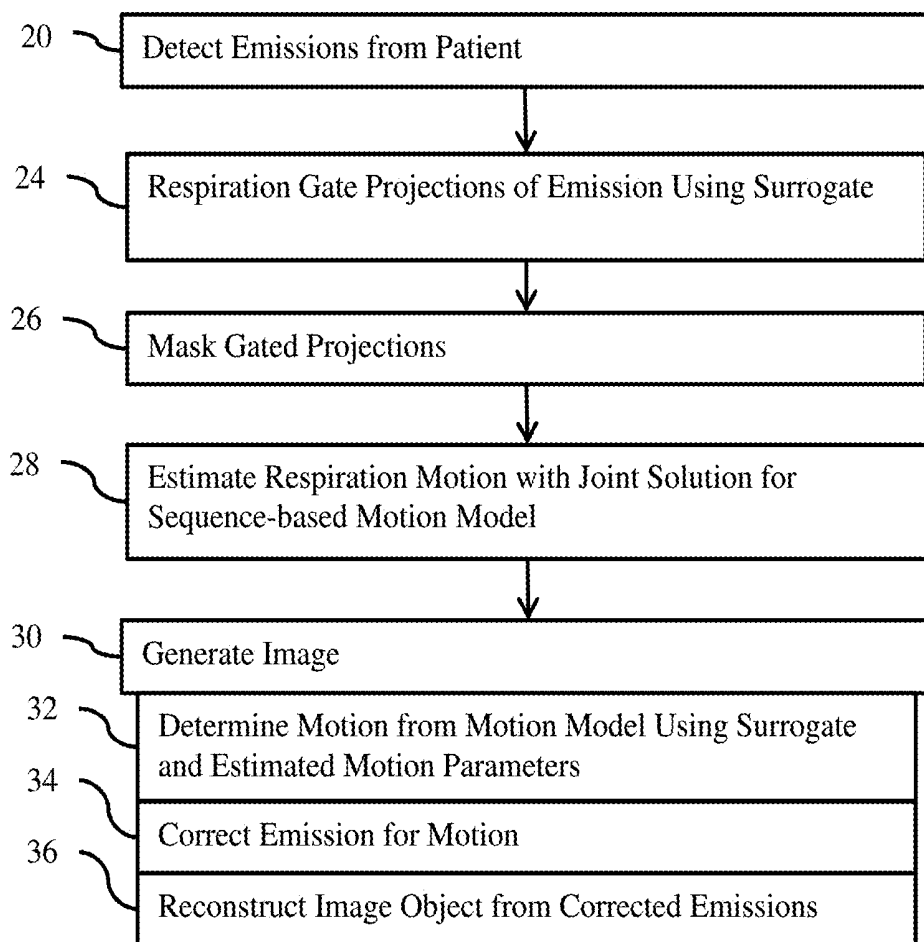 20
Detect Emissions from Patient
24
Respiration Gate Projections of Emission Using Surrogate
26
Mask Gated Projections
28
Estimate Respiration Motion with Joint Solution for
Sequence-based Motion Model
30
Generate Image
32
Determine Motion from Motion Model Using Surrogate
and Estimated Motion Parameters
34
Correct Emission for Motion
36
Reconstruct Image Object from Corrected Emissions